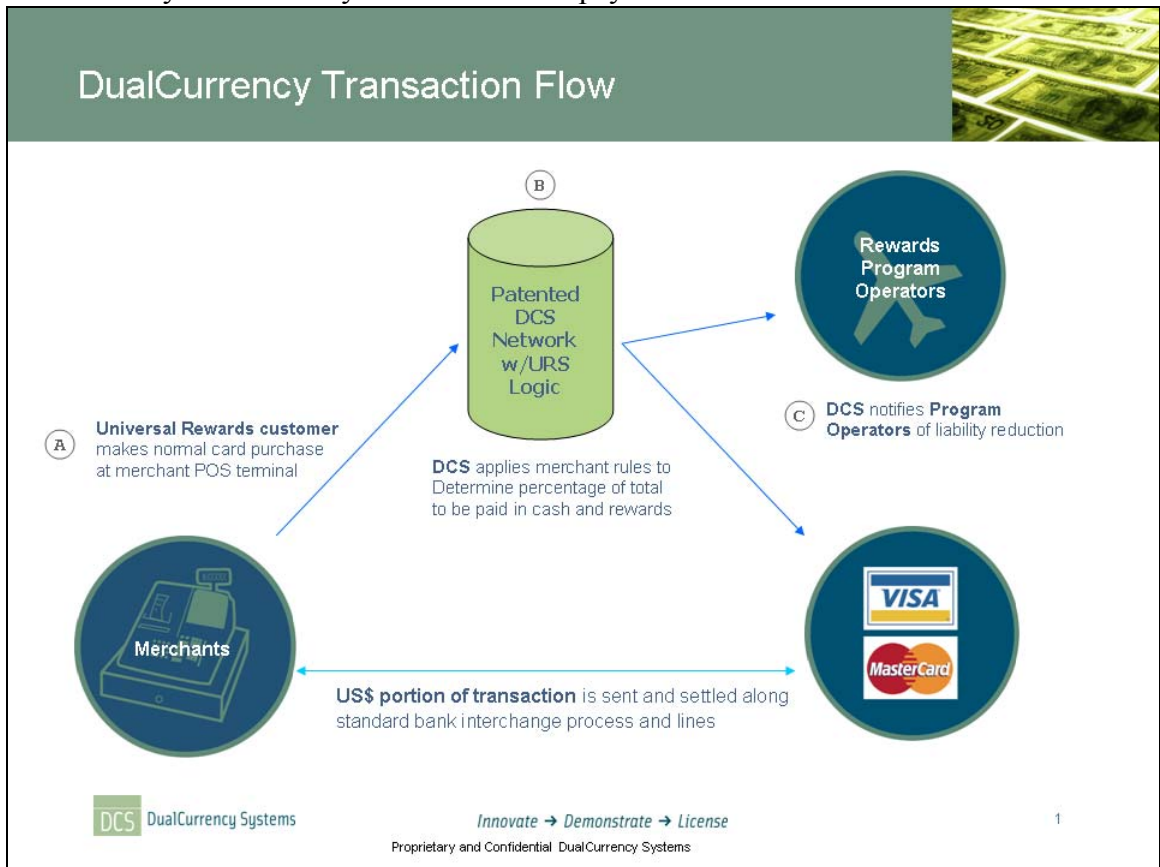 DualCurrency Transaction Flow
B
Patented
DCS
Network
w/URS
Logic
Rewards
Program
Operators
A
Universal Rewards customer
makes normal card purchase
at merchant POS terminal
DCS applies merchant rules to
Determine percentage of total
to be paid in cash and rewards
C
DCS notifies Program
Operators of liability reduction
Merchants
VISA
MasterCard
US$ portion of transaction is sent and settled along
standard bank interchange process and lines
DCS DualCurrency Systems
Innovate → Demonstrate → License
1
Proprietary and Confidential DualCurrency Systems